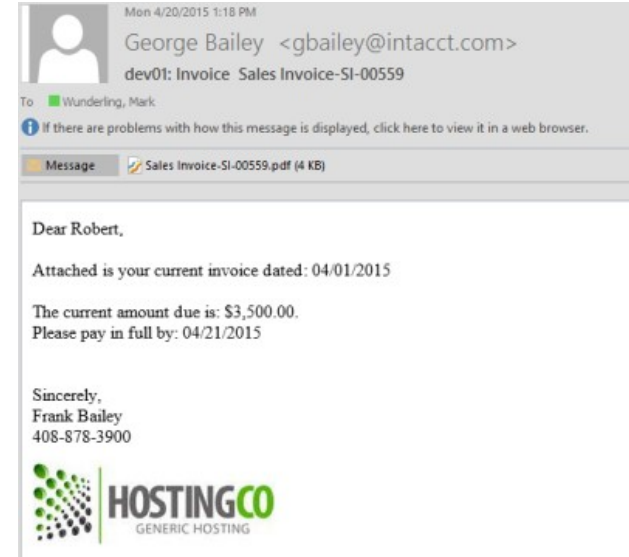 Mon 4/20/2015 1:18 PM
George Bailey <gbailey@intacct.com>
dev01: Invoice Sales Invoice-SI-00559
To Wunderling, Mark
If there are problems with how this message is displayed, click here to view it in a web browser.
Message Sales Invoice-SI-00559.pdf (4 KB)
Dear Robert,
Attached is your current invoice dated: 04/01/2015
The current amount due is: $3,500.00.
Please pay in full by: 04/21/2015
Sincerely,
Frank Bailey
408-878-3900
HOSTINGCO
GENERIC HOSTING